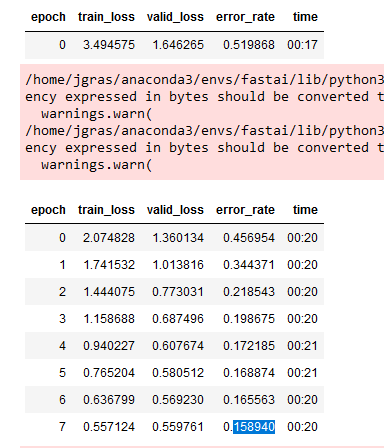 epoch train_loss valid_loss error_rate time
0 3.494575 1.646265 0.519868 00:17
/home/jgras/anaconda3/envs/fastai/lib/python3
ency expressed in bytes should be converted t
warnings.warn(
/home/jgras/anaconda3/envs/fastai/lib/python3
ency expressed in bytes should be converted t
warnings.warn(
epoch train_loss valid_loss error_rate time
0 2.074828 1.360134 0.456954 00:20
1 1.741532 1.013816 0.344371 00:20
2 1.444075 0.773031 0.218543 00:20
3 1.158688 0.687496 0.198675 00:20
4 0.940227 0.607674 0.172185 00:21
5 0.765204 0.580512 0.168874 00:21
6 0.636799 0.569230 0.165563 00:20
7 0.557124 0.559761 0.158940 00:20